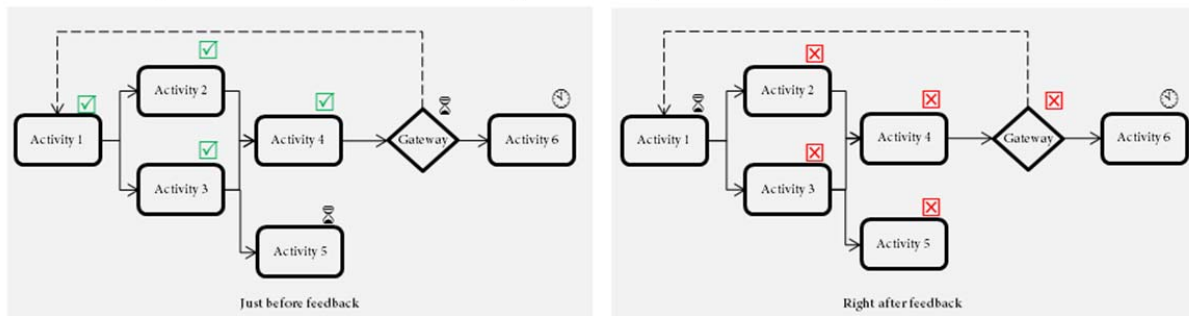 Activity 2
Activity 1
Activity 4
Gateway
Activity 6
Activity 3
Activity 5
Just before feedback
Activity 2
Activity 1
Activity 4
Gateway
Activity 6
Activity 3
Activity 5
Right after feedback